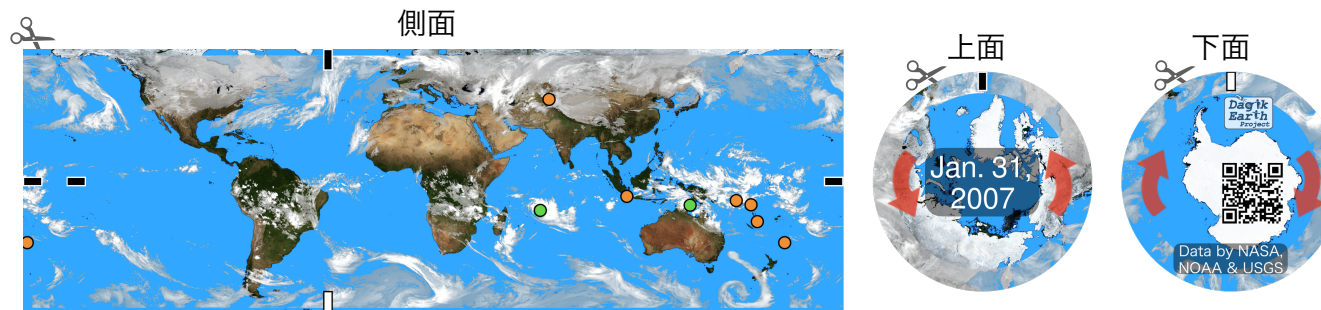 側面
上面
下面
Jan. 31,
2007
Dagik
Earth
Project
Data by NASA,
NOAA & USGS